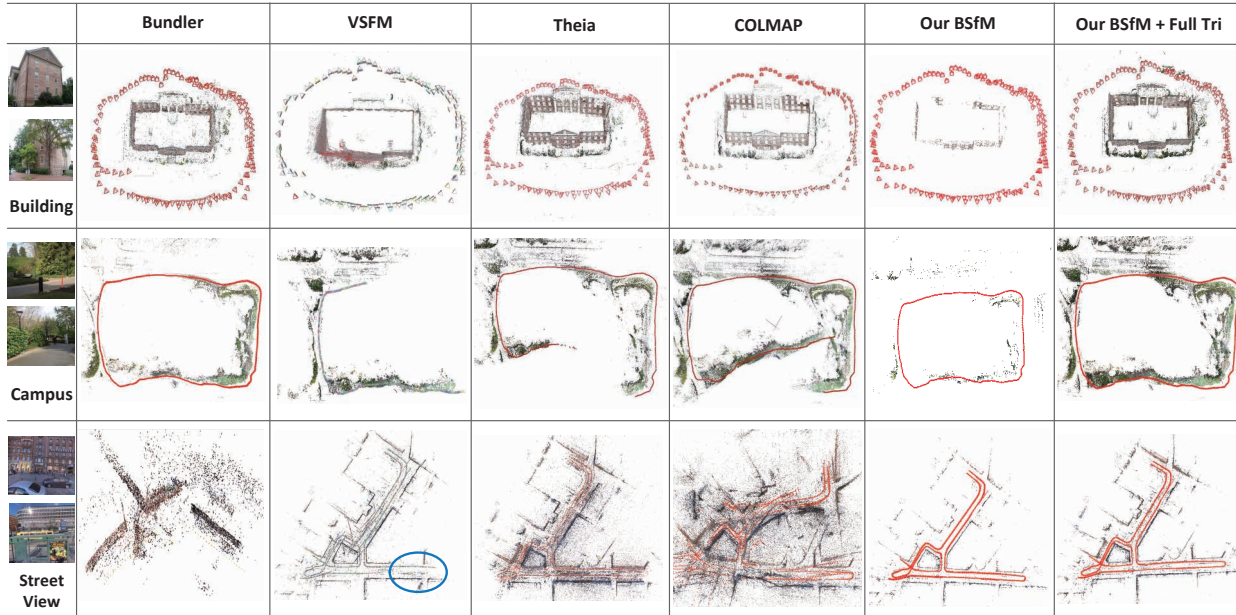 Bundler
VSFM
Theia
COLMAP
Our BSfM
Our BSfM + Full Tri
Building
Campus
Street
View